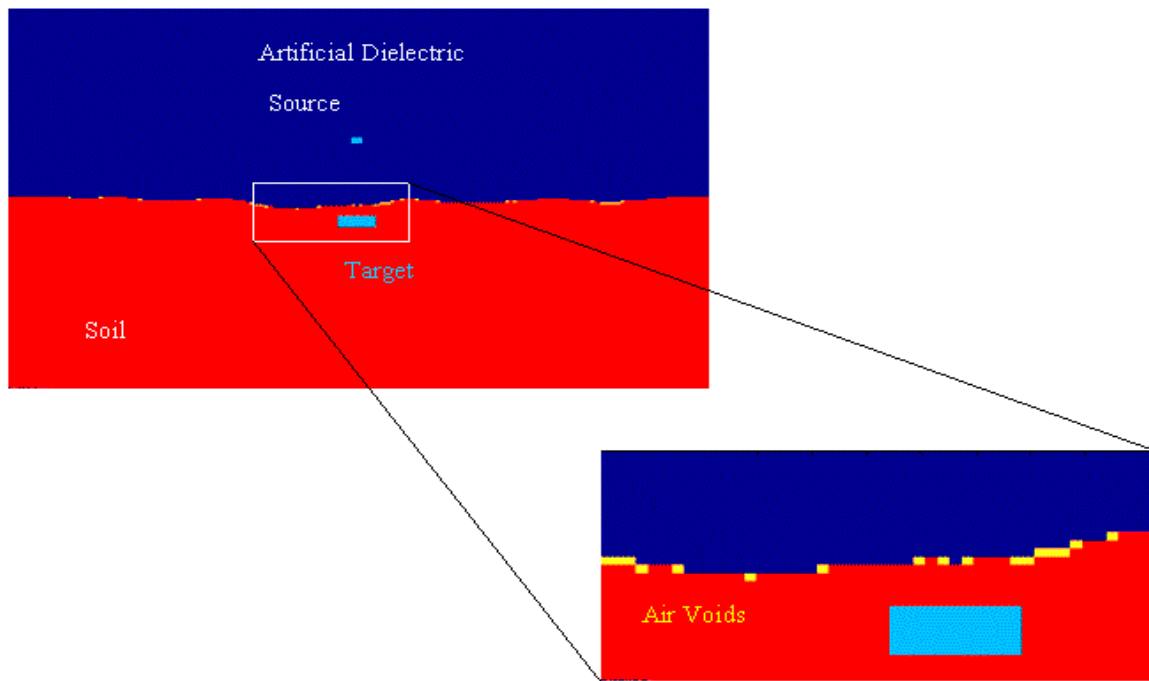 Artificial Dielectric
Source
Target
Soil
Air Voids